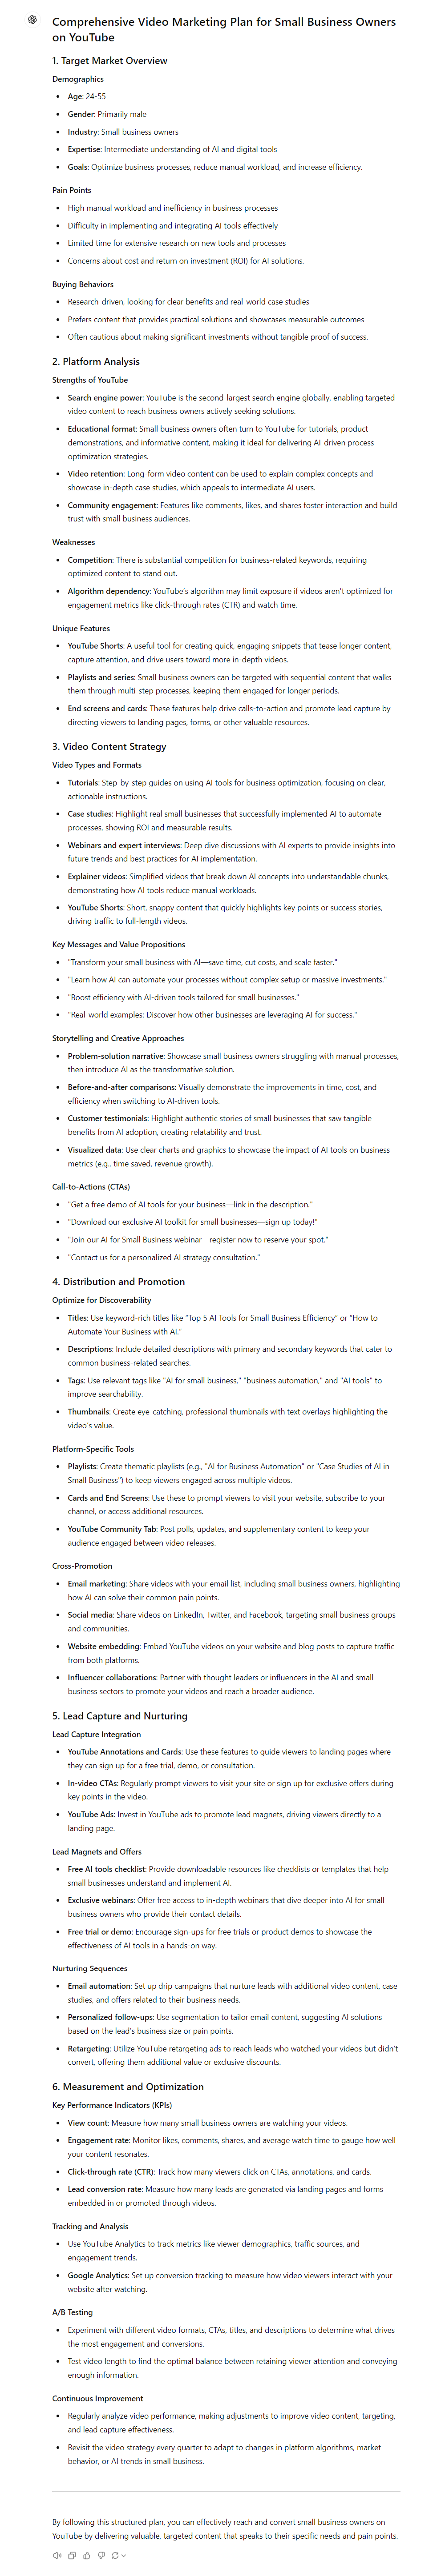 Comprehensive Video Marketing Plan for Small Business Owners
on YouTube
1. Target Market Overview
Demographics
• Age: 24-55
• Gender: Primarily male
• Industry: Small business owners
• Expertise: Intermediate understanding of AI and digital tools
• Goals: Optimize business processes, reduce manual workload, and increase efficiency.
Pain Points
• High manual workload and inefficiency in business processes
• Difficulty in implementing and integrating AI tools effectively
• Limited time for extensive research on new tools and processes
• Concerns about cost and return on investment (ROI) for AI solutions.
Buying Behaviors
• Research-driven, looking for clear benefits and real-world case studies
• Prefers content that provides practical solutions and showcases measurable outcomes
• Often cautious about making significant investments without tangible proof of success.
2. Platform Analysis
Strengths of YouTube
• Search engine power: YouTube is the second-largest search engine globally, enabling targeted
video content to reach business owners actively seeking solutions.
• Educational format: Small business owners often turn to YouTube for tutorials, product
demonstrations, and informative content, making it ideal for delivering AI-driven process
optimization strategies.
• Video retention: Long-form video content can be used to explain complex concepts and
showcase in-depth case studies, which appeals to intermediate AI users.
• Community engagement: Features like comments, likes, and shares foster interaction and build
trust with small business audiences.
Weaknesses
• Competition: There is substantial competition for business-related keywords, requiring
optimized content to stand out.
• Algorithm dependency: YouTube's algorithm may limit exposure if videos aren't optimized for
engagement metrics like click-through rates (CTR) and watch time.
Unique Features
• YouTube Shorts: A useful tool for creating quick, engaging snippets that tease longer content,
capture attention, and drive users toward more in-depth videos.
• Playlists and series: Small business owners can be targeted with sequential content that walks
them through multi-step processes, keeping them engaged for longer periods.
• End screens and cards: These features help drive calls-to-action and promote lead capture by
directing viewers to landing pages, forms, or other valuable resources.
3. Video Content Strategy
Video Types and Formats
• Tutorials: Step-by-step guides on using AI tools for business optimization, focusing on clear,
actionable instructions.
• Case studies: Highlight real small businesses that successfully implemented AI to automate
processes, showing ROI and measurable results.
• Webinars and expert interviews: Deep dive discussions with AI experts to provide insights into
future trends and best practices for AI implementation.
• Explainer videos: Simplified videos that break down AI concepts into understandable chunks,
demonstrating how AI tools reduce manual workloads.
• YouTube Shorts: Short, snappy content that quickly highlights key points or success stories,
driving traffic to full-length videos.
Key Messages and Value Propositions
• "Transform your small business with AI—save time, cut costs, and scale faster."
• "Learn how AI can automate your processes without complex setup or massive investments."
• "Boost efficiency with AI-driven tools tailored for small businesses."
• "Real-world examples: Discover how other businesses are leveraging AI for success."
Storytelling and Creative Approaches
• Problem-solution narrative: Showcase small business owners struggling with manual processes,
then introduce AI as the transformative solution.
• Before-and-after comparisons: Visually demonstrate the improvements in time, cost, and
efficiency when switching to AI-driven tools.
• Customer testimonials: Highlight authentic stories of small businesses that saw tangible
benefits from AI adoption, creating relatability and trust.
• Visualized data: Use clear charts and graphics to showcase the impact of AI tools on business
metrics (e.g., time saved, revenue growth).
Call-to-Actions (CTAs)
• "Get a free demo of AI tools for your business—link in the description."
• "Download our exclusive AI toolkit for small businesses—sign up today!"
• "Join our AI for Small Business webinar—register now to reserve your spot."
• "Contact us for a personalized AI strategy consultation."
4. Distribution and Promotion
Optimize for Discoverability
• Titles: Use keyword-rich titles like "Top 5 AI Tools for Small Business Efficiency" or "How to
Automate Your Business with AI."
• Descriptions: Include detailed descriptions with primary and secondary keywords that cater to
common business-related searches.
• Tags: Use relevant tags like "AI for small business," "business automation," and "AI tools" to
improve searchability.
• Thumbnails: Create eye-catching, professional thumbnails with text overlays highlighting the
video's value.
Platform-Specific Tools
• Playlists: Create thematic playlists (e.g., "AI for Business Automation" or "Case Studies of AI in
Small Business") to keep viewers engaged across multiple videos.
• Cards and End Screens: Use these to prompt viewers to visit your website, subscribe to your
channel, or access additional resources.
• YouTube Community Tab: Post polls, updates, and supplementary content to keep your
audience engaged between video releases.
Cross-Promotion
• Email marketing: Share videos with your email list, including small business owners, highlighting
how AI can solve their common pain points.
• Social media: Share videos on LinkedIn, Twitter, and Facebook, targeting small business groups
and communities.
• Website embedding: Embed YouTube videos on your website and blog posts to capture traffic
from both platforms.
• Influencer collaborations: Partner with thought leaders or influencers in the AI and small
business sectors to promote your videos and reach a broader audience.
5. Lead Capture and Nurturing
Lead Capture Integration
• YouTube Annotations and Cards: Use these features to guide viewers to landing pages where
they can sign up for a free trial, demo, or consultation.
• In-video CTAs: Regularly prompt viewers to visit your site or sign up for exclusive offers during
key points in the video.
• YouTube Ads: Invest in YouTube ads to promote lead magnets, driving viewers directly to a
landing page.
Lead Magnets and Offers
• Free AI tools checklist: Provide downloadable resources like checklists or templates that help
small businesses understand and implement AI.
• Exclusive webinars: Offer free access to in-depth webinars that dive deeper into AI for small
business owners who provide their contact details.
• Free trial or demo: Encourage sign-ups for free trials or product demos to showcase the
effectiveness of AI tools in a hands-on way.
Nurturing Sequences
• Email automation: Set up drip campaigns that nurture leads with additional video content, case
studies, and offers related to their business needs.
• Personalized follow-ups: Use segmentation to tailor email content, suggesting AI solutions
based on the lead's business size or pain points.
• Retargeting: Utilize YouTube retargeting ads to reach leads who watched your videos but didn't
convert, offering them additional value or exclusive discounts.
6. Measurement and Optimization
Key Performance Indicators (KPIs)
• View count: Measure how many small business owners are watching your videos.
• Engagement rate: Monitor likes, comments, shares, and average watch time to gauge how well
your content resonates.
• Click-through rate (CTR): Track how many viewers click on CTAs, annotations, and cards.
• Lead conversion rate: Measure how many leads are generated via landing pages and forms
embedded in or promoted through videos.
Tracking and Analysis
• Use YouTube Analytics to track metrics like viewer demographics, traffic sources, and
engagement trends.
• Google Analytics: Set up conversion tracking to measure how video viewers interact with your
website after watching.
A/B Testing
• Experiment with different video formats, CTAs, titles, and descriptions to determine what drives
the most engagement and conversions.
• Test video length to find the optimal balance between retaining viewer attention and conveying
enough information.
Continuous Improvement
• Regularly analyze video performance, making adjustments to improve video content, targeting,
and lead capture effectiveness.
• Revisit the video strategy every quarter to adapt to changes in platform algorithms, market
behavior, or AI trends in small business.
By following this structured plan, you can effectively reach and convert small business owners on
YouTube by delivering valuable, targeted content that speaks to their specific needs and pain points.